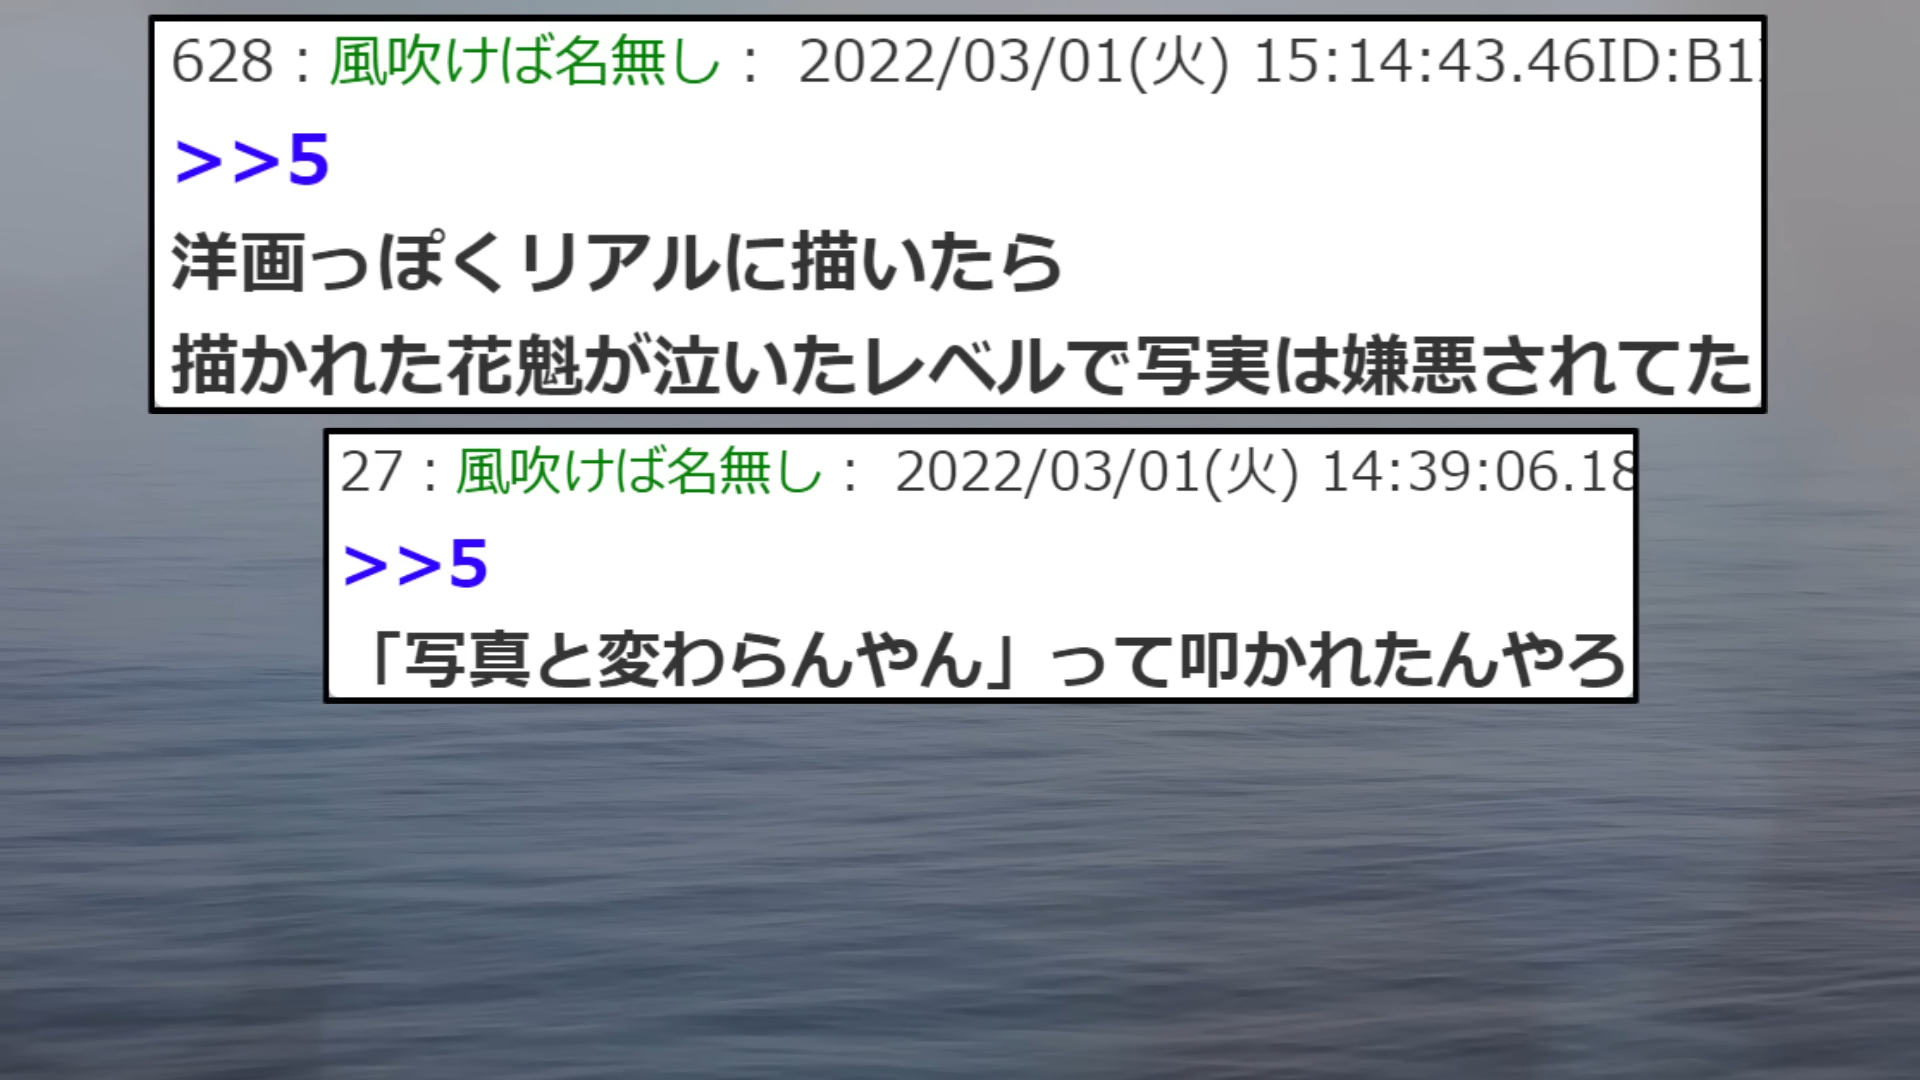 628 : 風吹けば名無し : 2022/03/01(火) 15:14:43.46ID:B1
>>5
洋画っぽくリアルに描いたら
描かれた花魁が泣いたレベルで写実は嫌悪されてた
27 : 風吹けば名無し : 2022/03/01(火) 14:39:06.18
>>5
「写真と変わらんやん」って叩かれたんやろ